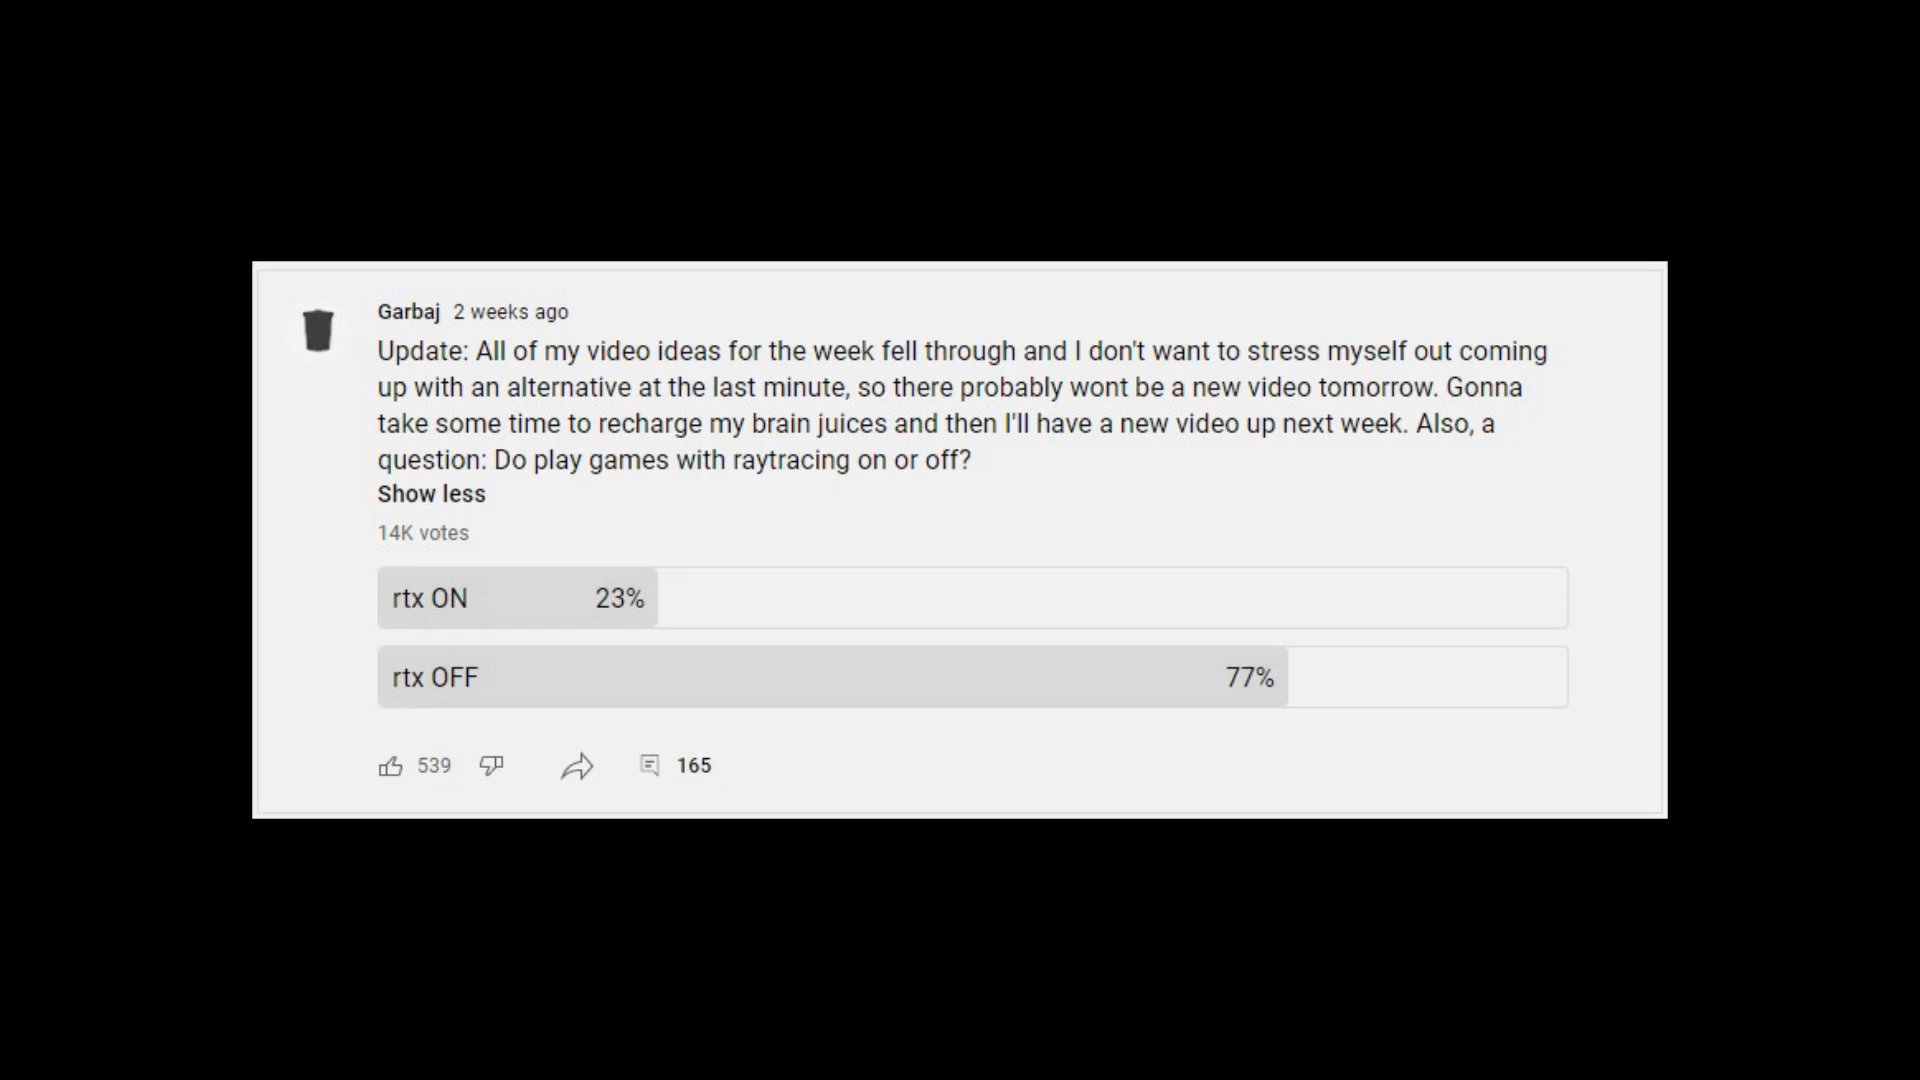 Garbaj 2 weeks ago
Update: All of my video ideas for the week fell through and I don't want to stress myself out coming
up with an alternative at the last minute, so there probably wont be a new video tomorrow. Gonna
take some time to recharge my brain juices and then I'll have a new video up next week. Also, a
question: Do play games with raytracing on or off?
Show less
14K votes
rtx ON 23%
rtx OFF 77%
539 165